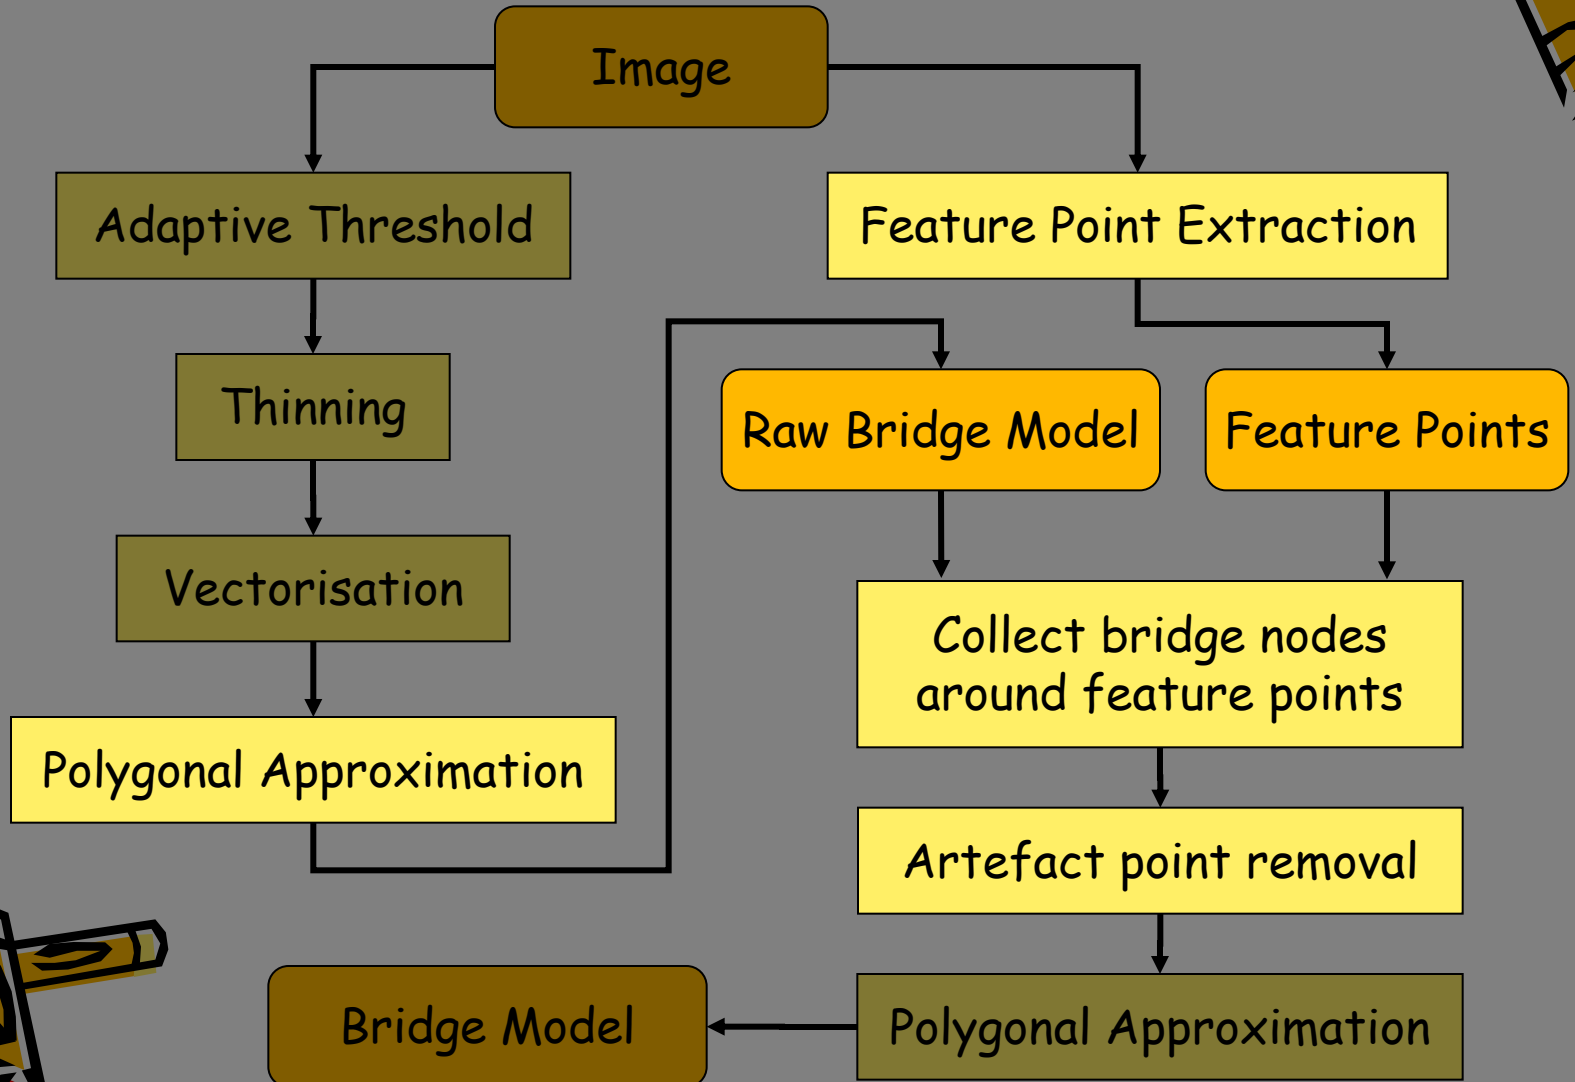 Image
Adaptive Threshold
Feature Point Extraction
Thinning
Raw Bridge Model
Feature Points
Vectorisation
Collect bridge nodes
around feature points
Polygonal Approximation
Artefact point removal
Bridge Model
Polygonal Approximation